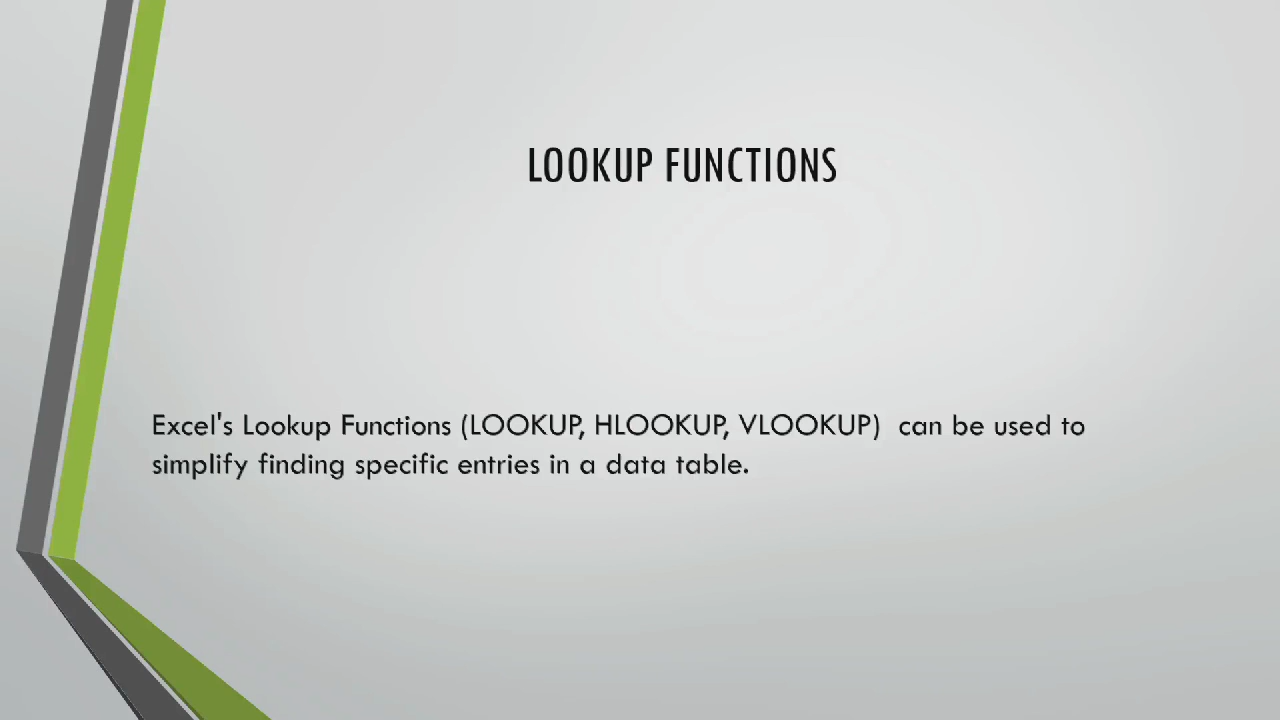 LOOKUP FUNCTIONS
Excel's Lookup Functions (LOOKUP, HLOOKUP, VLOOKUP)  can be used to
simplify finding specific entries in a data table.